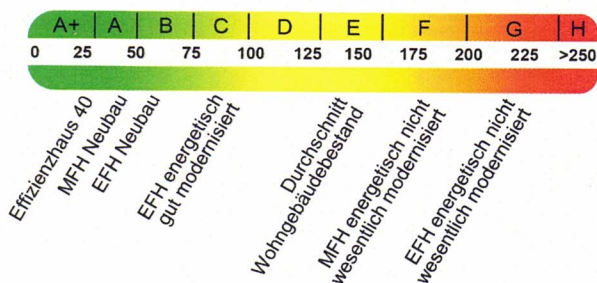 A+ A B C D E F G H
0 25 50 75 100 125 150 175 200 225 >250
Effizienzhaus 40
MFH Neubau
EFH Neubau
EFH energetisch
gut modernisiert
Durchschnitt
Wohngebäudebestand
MFH energetisch nicht
wesentlich modernisiert
EFH energetisch nicht
wesentlich modernisiert